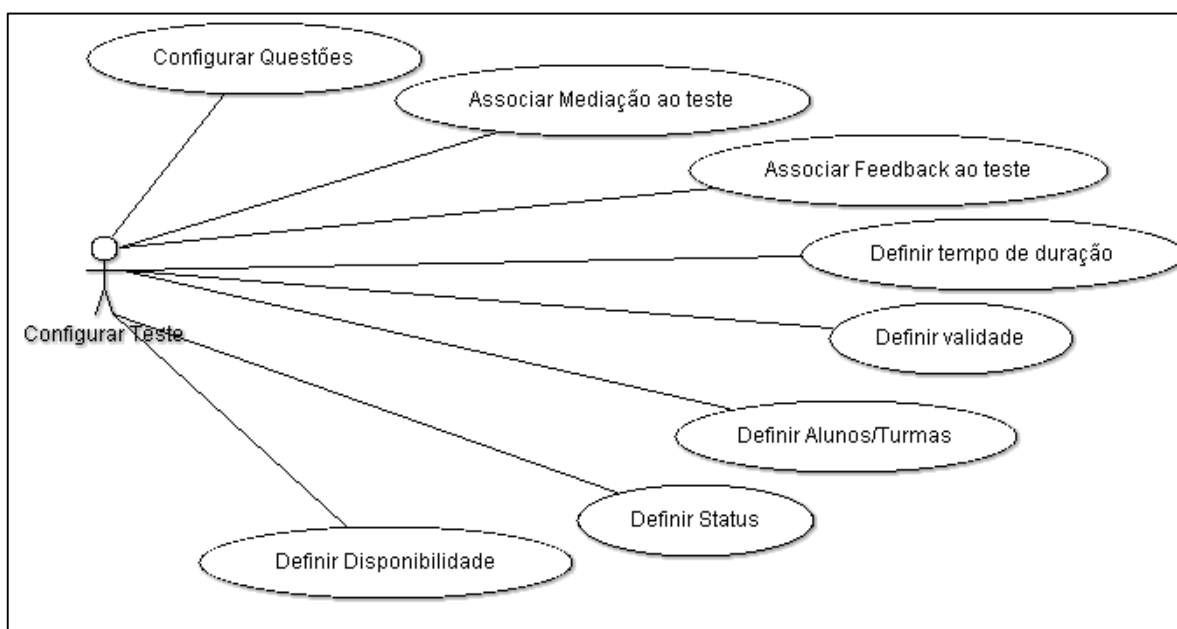 Configurar Questões
Associar Mediação ao teste
Associar Feedback ao teste
Definir tempo de duração
Configurar Teste
Definir validade
Definir Alunos/Turmas
Definir Status
Definir Disponibilidade